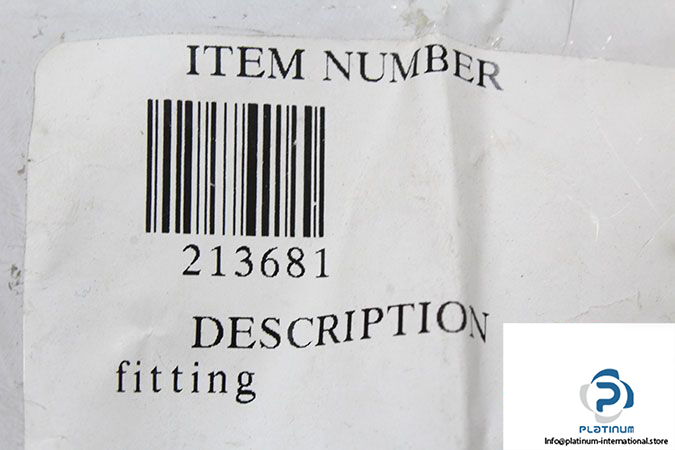 ITEM NUMBER
213681
DESCRIPTION
fitting
PLATINUM
Info@platinum-international.store